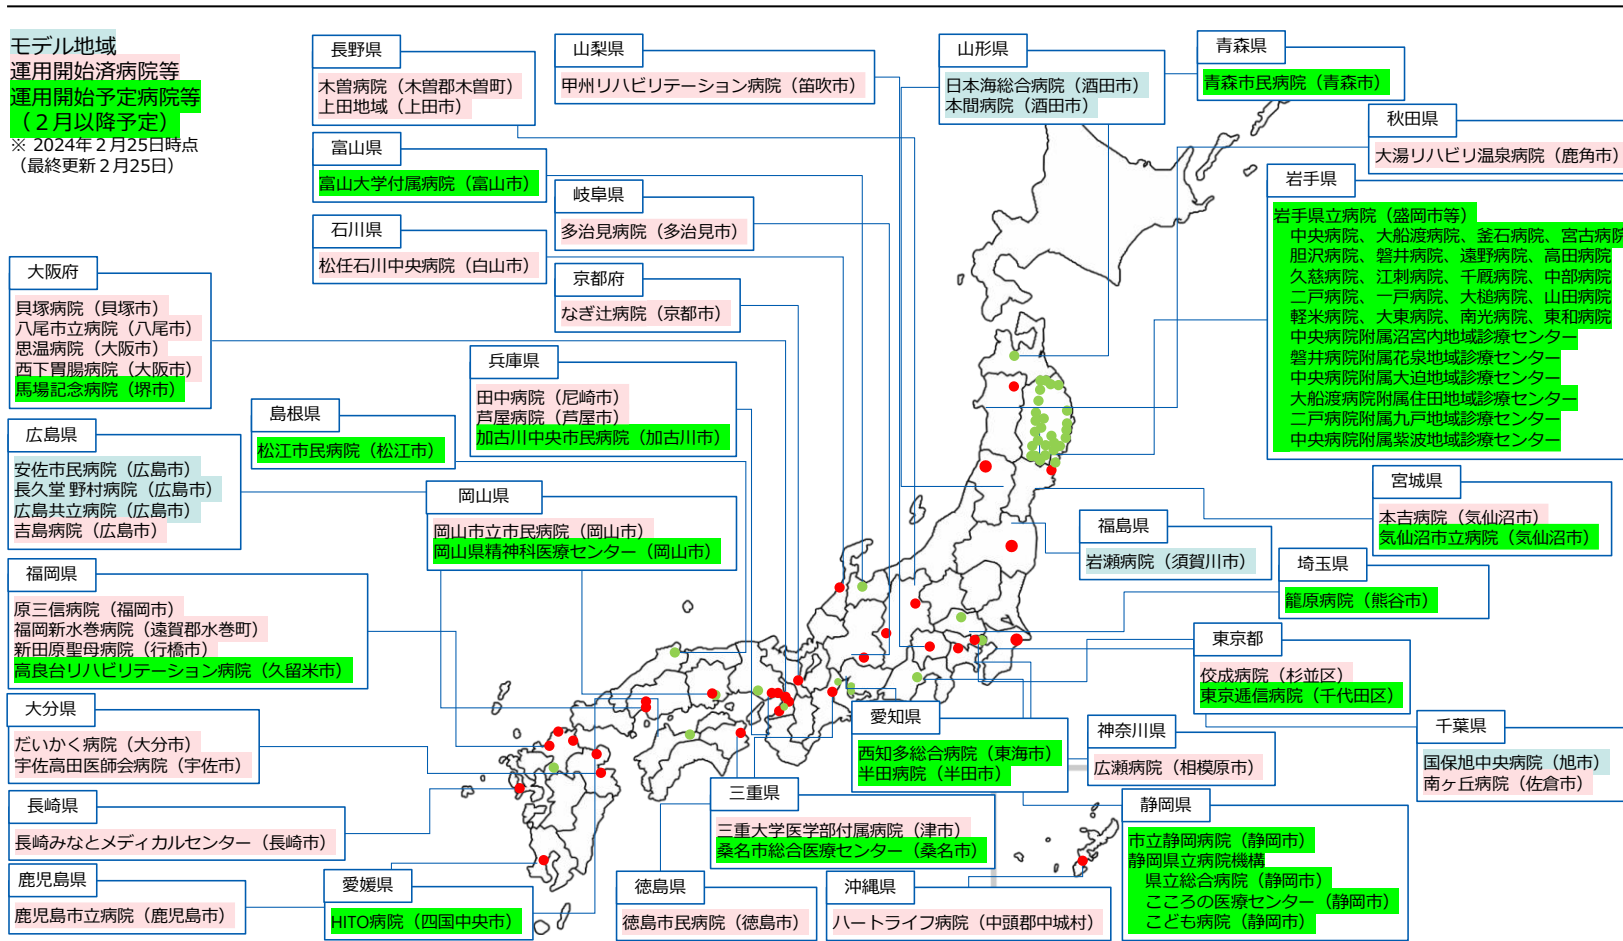 モデル地域
運用開始済病院等
運用開始予定病院等
（２月以降予定）
※ 2024年２月25日時点
（最終更新２月25日）
長野県
木曽病院（木曽郡木曽町）
上田地域（上田市）
山梨県
甲州リハビリテーション病院（笛吹市）
山形県
日本海総合病院（酒田市）
本間病院（酒田市）
青森県
青森市民病院（青森市）
秋田県
大湯リハビリ温泉病院（鹿角市）
富山県
富山大学付属病院（富山市）
岐阜県
多治見病院（多治見市）
石川県
松任石川中央病院（白山市）
京都府
なぎ辻病院（京都市）
岩手県
岩手県立病院（盛岡市等）
中央病院、大船渡病院、釜石病院、宮古病院
胆沢病院、磐井病院、遠野病院、高田病院
久慈病院、江刺病院、千厩病院、中部病院
二戸病院、一戸病院、大槌病院、山田病院
軽米病院、大東病院、南光病院、東和病院
中央病院附属沼宮内地域診療センター
磐井病院附属花泉地域診療センター
中央病院附属大迫地域診療センター
大船渡病院附属住田地域診療センター
二戸病院附属九戸地域診療センター
中央病院附属紫波地域診療センター
大阪府
貝塚病院（貝塚市）
八尾市立病院（八尾市）
思温病院（大阪市）
西下胃腸病院（大阪市）
馬場記念病院（堺市）
兵庫県
田中病院（尼崎市）
芦屋病院（芦屋市）
加古川中央市民病院（加古川市）
島根県
松江市民病院（松江市）
広島県
安佐市民病院（広島市）
長久堂 野村病院（広島市）
広島共立病院（広島市）
吉島病院（広島市）
岡山県
岡山市立市民病院（岡山市）
岡山県精神科医療センター（岡山市）
宮城県
本吉病院（気仙沼市）
気仙沼市立病院（気仙沼市）
福島県
岩瀬病院（須賀川市）
埼玉県
籠原病院（熊谷市）
福岡県
原三信病院（福岡市）
福岡新水巻病院（遠賀郡水巻町）
新田原聖母病院（行橋市）
高良台リハビリテーション病院（久留米市）
東京都
佼成病院（杉並区）
東京逓信病院（千代田区）
大分県
だいかく病院（大分市）
宇佐高田医師会病院（宇佐市）
愛知県
西知多総合病院（東海市）
半田病院（半田市）
神奈川県
広瀬病院（相模原市）
千葉県
国保旭中央病院（旭市）
南ヶ丘病院（佐倉市）
長崎県
長崎みなとメディカルセンター（長崎市）
三重県
三重大学医学部付属病院（津市）
桑名市総合医療センター（桑名市）
静岡県
市立静岡病院（静岡市）
静岡県立病院機構
県立総合病院（静岡市）
こころの医療センター（静岡市）
こども病院（静岡市）
鹿児島県
鹿児島市立病院（鹿児島市）
愛媛県
HITO病院（四国中央市）
徳島県
徳島市民病院（徳島市）
沖縄県
ハートライフ病院（中頭郡中城村）